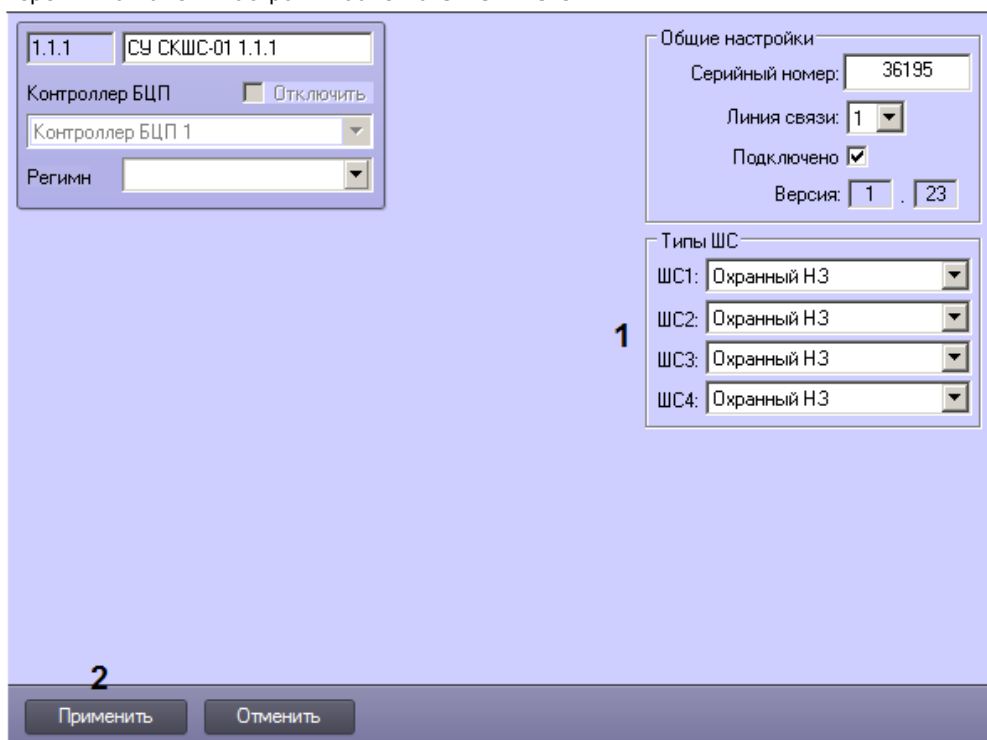 1.1.1 СУ СКШС-01 1.1.1
Контроллер БЦП Отключить
Контроллер БЦП 1
Регимн
Общие настройки
Серийный номер: 36195
Линия связи: 1
Подключено
Версия: 1 . 23
Типы ШС
ШС1: Охранный НЗ
ШС2: Охранный НЗ
ШС3: Охранный НЗ
ШС4: Охранный НЗ
1
2
Применить Отменить